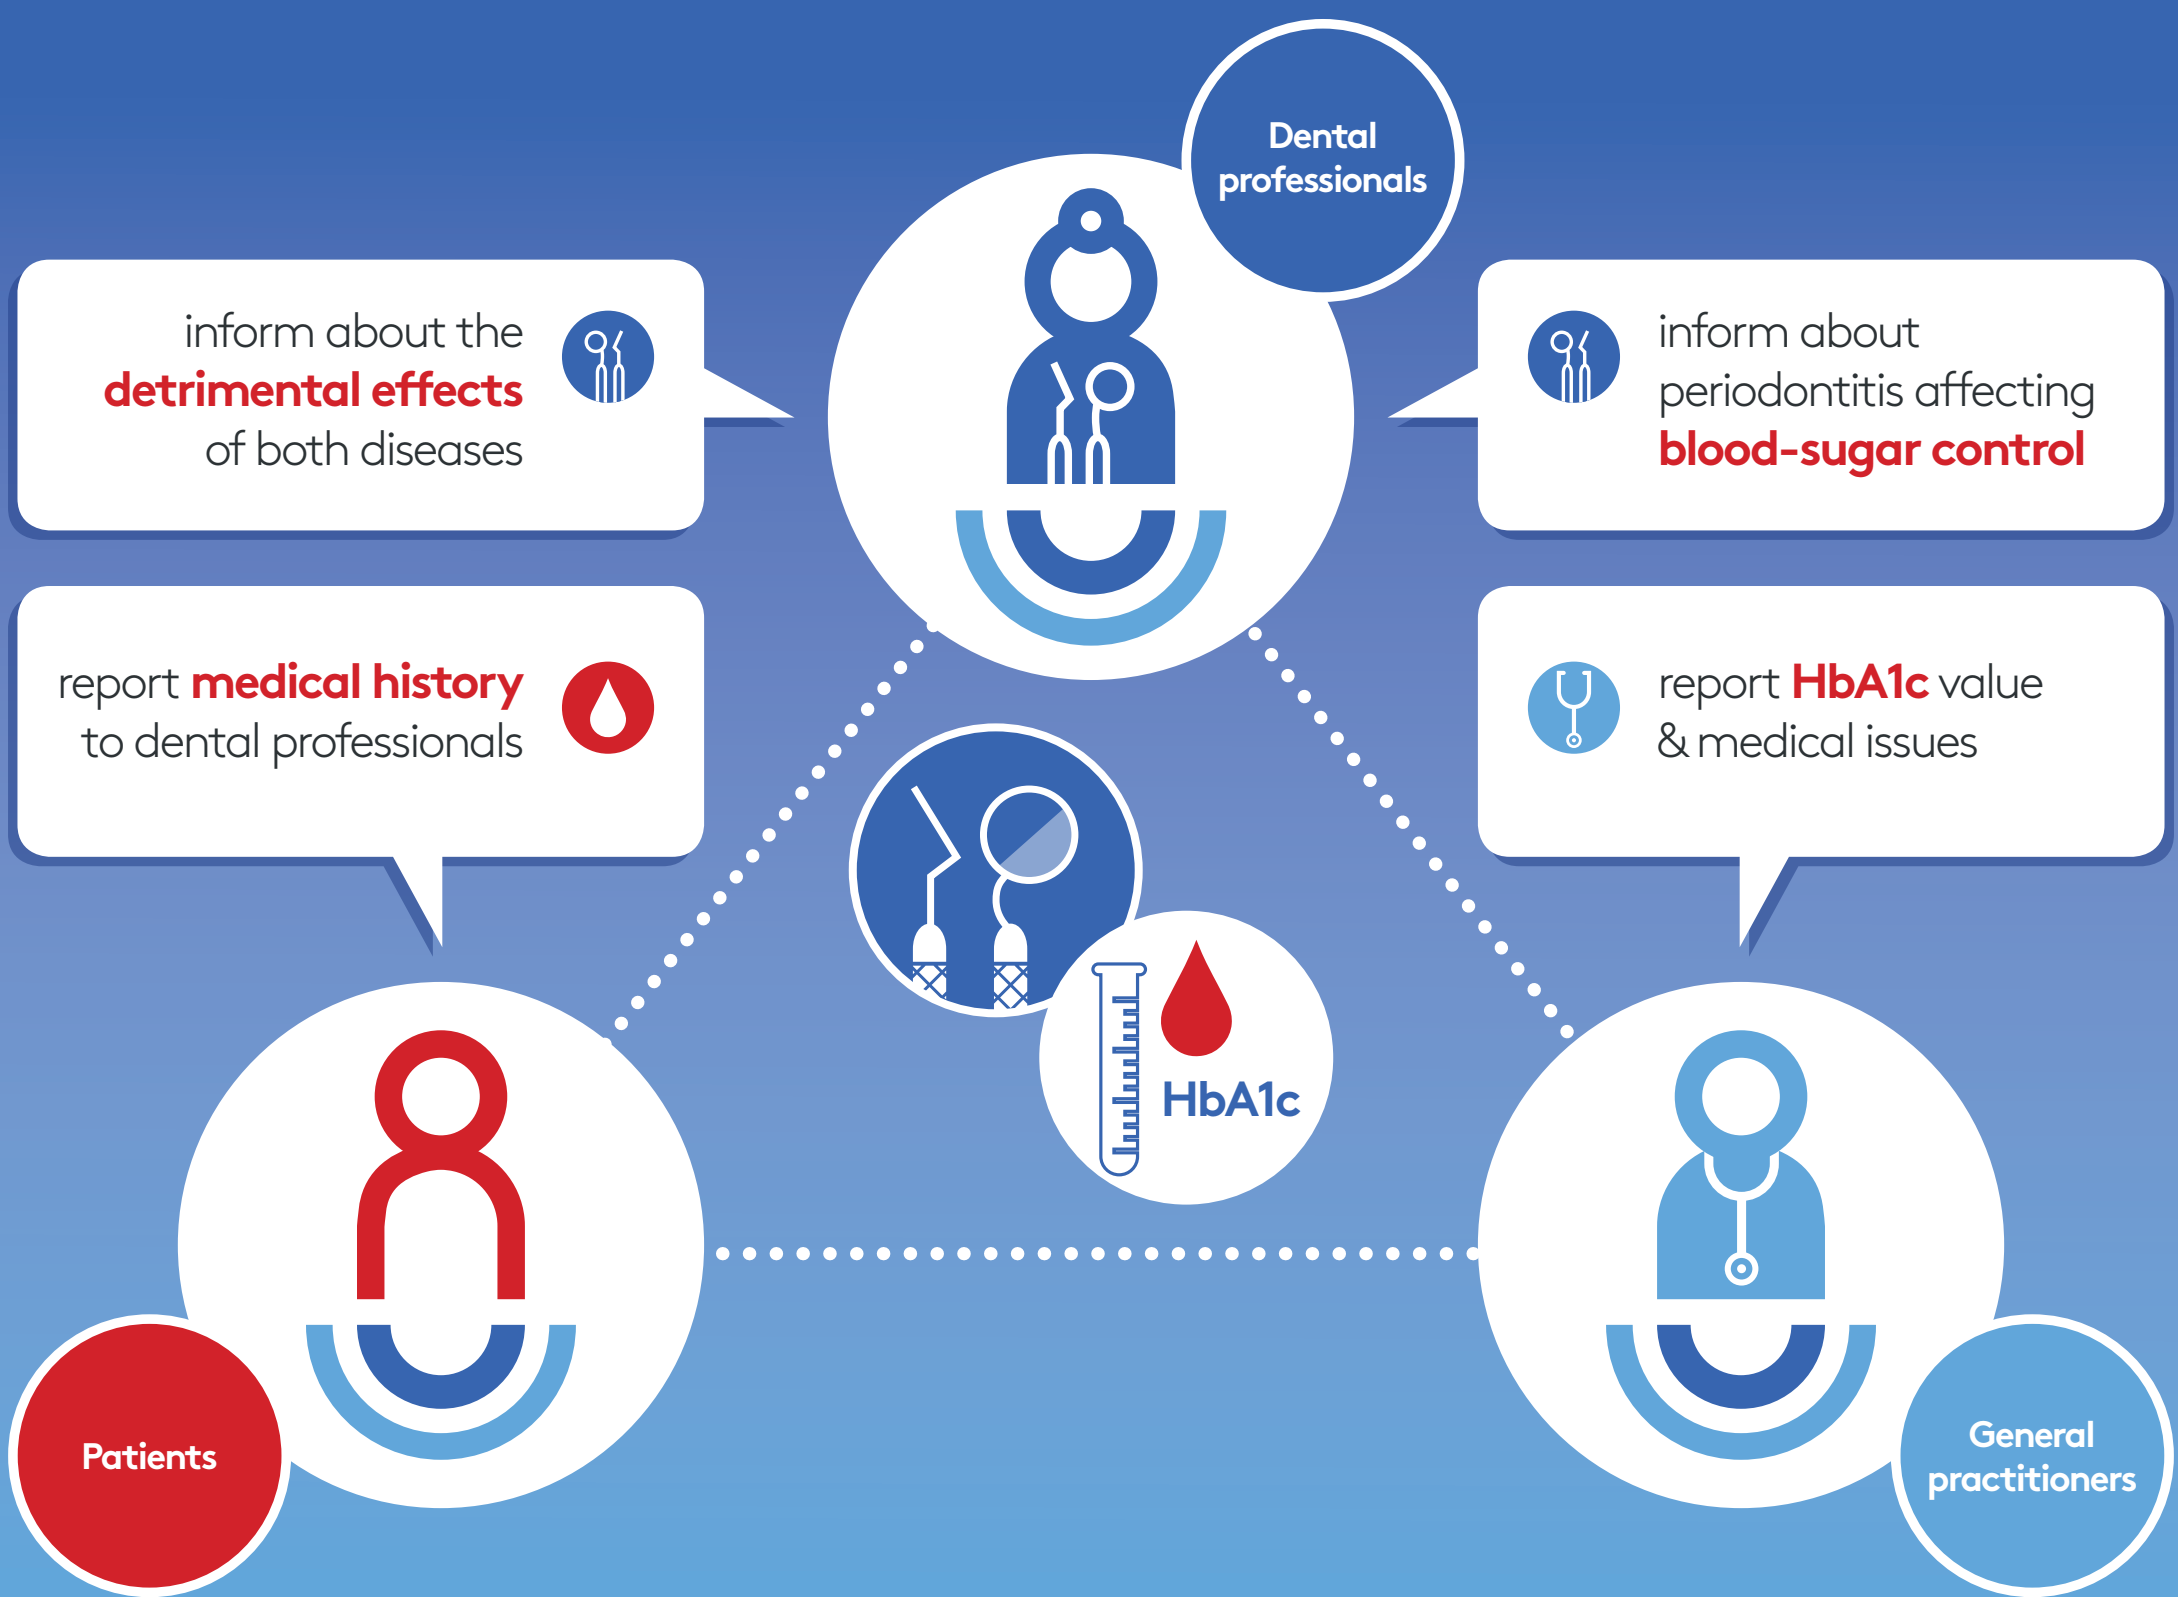 Dental
professionals
inform about the
detrimental effects
of both diseases
inform about
periodontitis affecting
blood-sugar control
report medical history
to dental professionals
report HbA1c value
& medical issues
HbA1c
Patients
General
practitioners